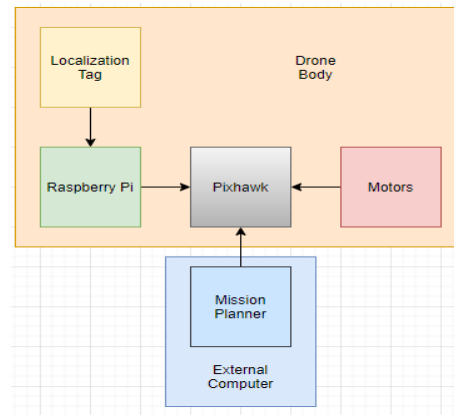 Localization
Tag
Drone
Body
Raspberry Pi
Pixhawk
Motors
Mission
Planner
External
Computer